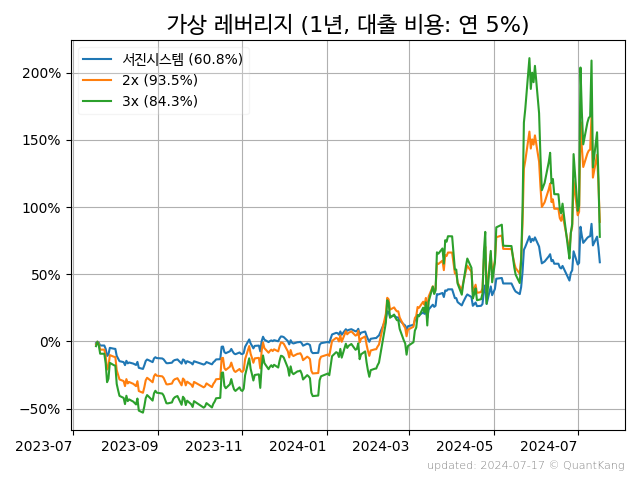 가상 레버리지 (1년, 대출 비용: 연 5%)
서진시스템 (60.8%)
2x (93.5%)
3x (84.3%)
200%
150%
100%
50%
0%
−50%
2023-07 2023-09 2023-11 2024-01 2024-03 2024-05 2024-07
updated: 2024-07-17 © QuantKang